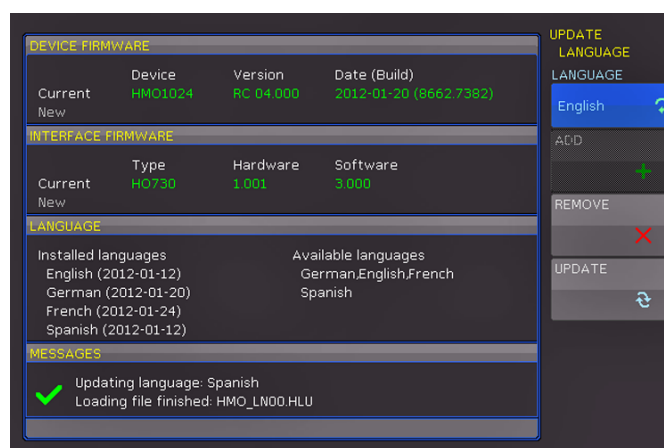 DEVICE FIRMWARE
Device Version Date (Build)
Current HMO1024 RC 04.000 2012-01-20 (8662.7382)
New
INTERFACE FIRMWARE
Type Hardware Software
Current HO730 1.001 3.000
New
LANGUAGE
Installed languages Available languages
English (2012-01-12) German,English,French
German (2012-01-20) Spanish
French (2012-01-24)
Spanish (2012-01-12)
MESSAGES
Updating language: Spanish
Loading file finished: HMO_LN00.HLU
UPDATE
LANGUAGE
LANGUAGE
English
ADD
REMOVE
UPDATE